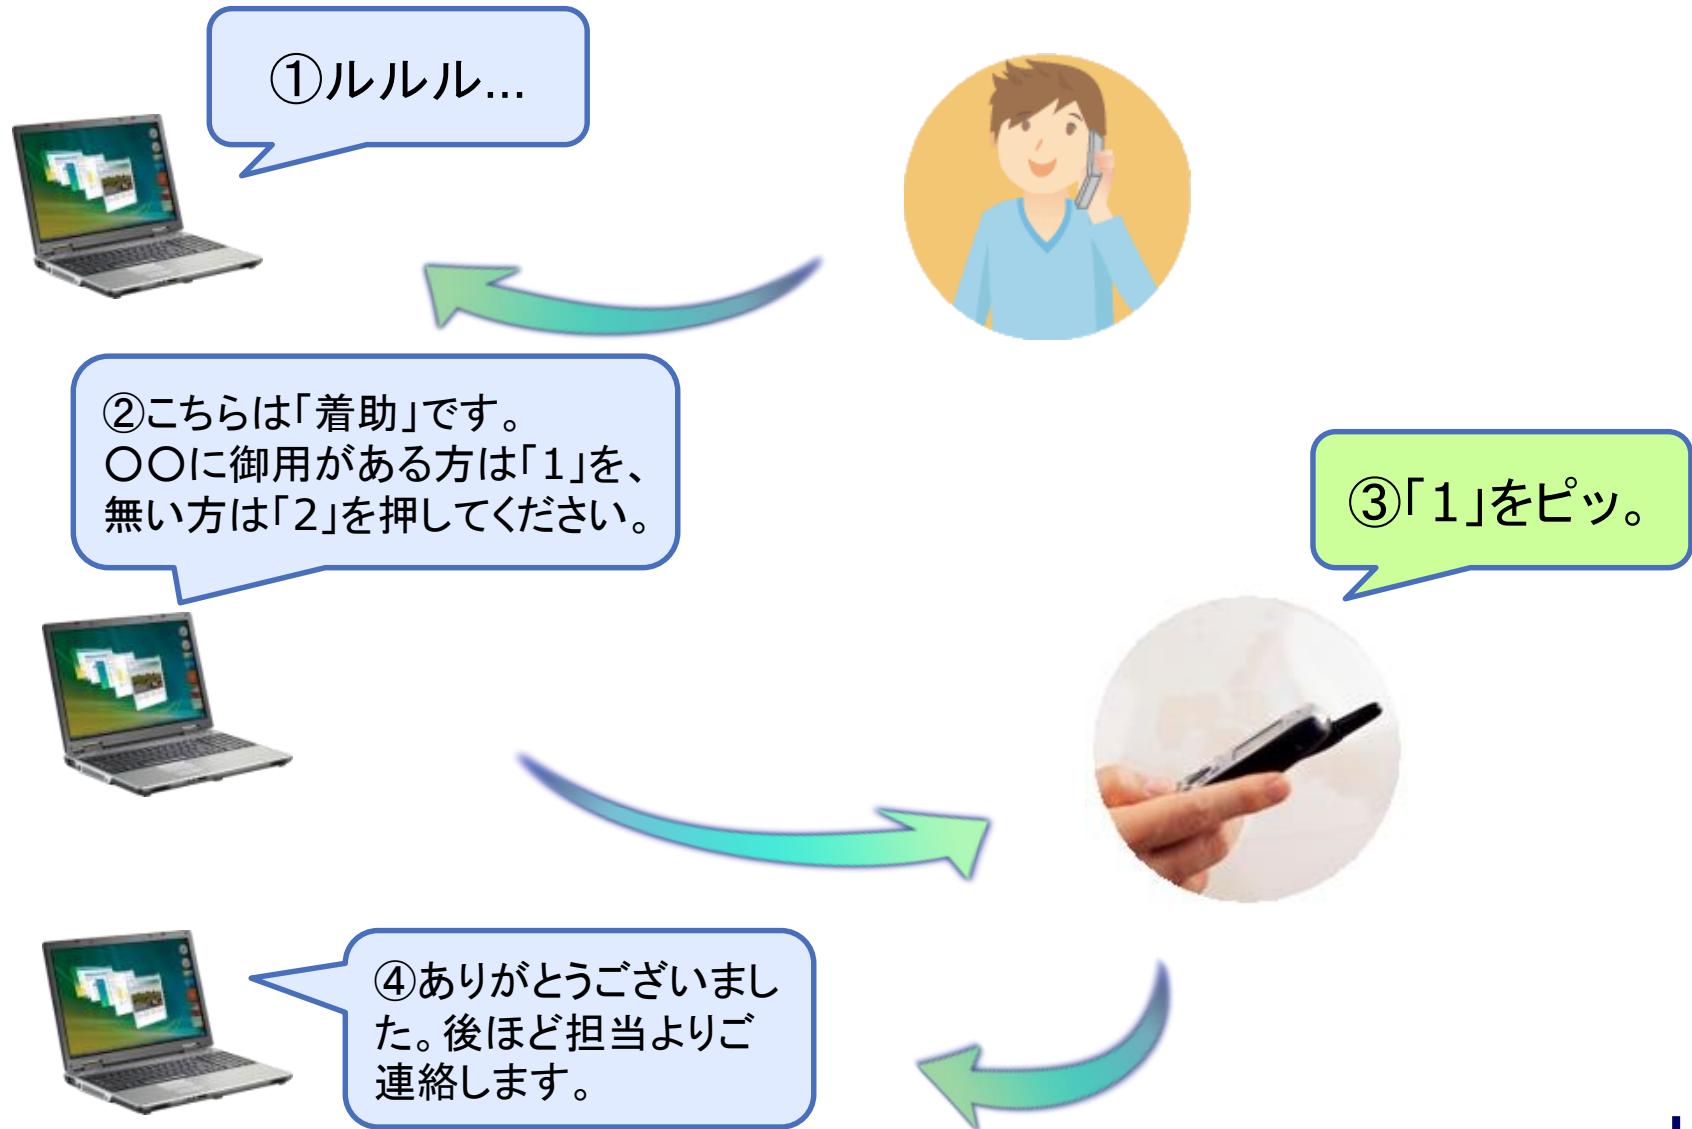 ①ルルル...
②こちらは「着助」です。
〇〇に御用がある方は「1」を、
無い方は「2」を押してください。
③「1」をピッ。
④ありがとうございまし
た。後ほど担当よりご
連絡します。